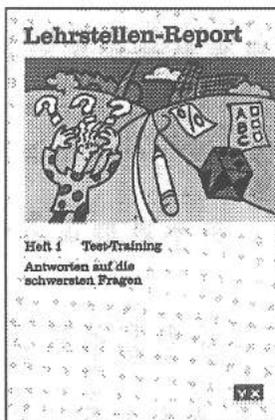 Lehrstellen-Report
%
A B C
Heft 1 Test-Training
Antworten auf die
schwersten Fragen